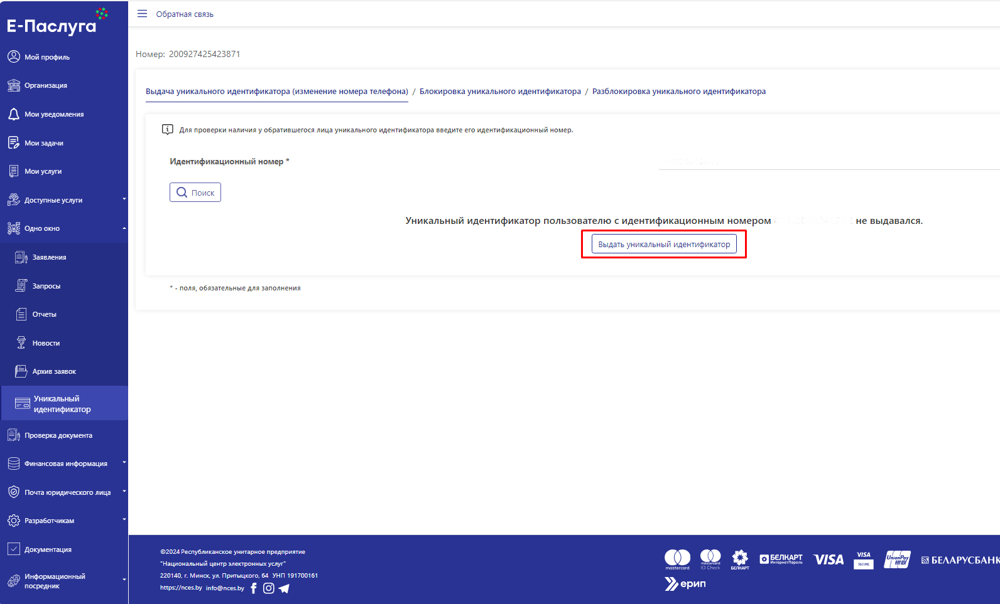 Е-Паслуга
Обратная связь
Номер: 200927425423871
Мой профиль
Организация
Мои уведомления
Мои задачи
Мои услуги
Доступные услуги
Одно окно
Заявления
Запросы
Отчеты
Новости
Архив заявок
Уникальный
идентификатор
Проверка документа
Финансовая информация
Почта юридического лица
Разработчикам
Документация
Информационный
посредник
Выдача уникального идентификатора (изменение номера телефона) / Блокировка уникального идентификатора / Разблокировка уникального идентификатора
Для проверки наличия у обратившегося лица уникального идентификатора введите его идентификационный номер.
Идентификационный номер *
Поиск
Уникальный идентификатор пользователю с идентификационным номером не выдавался.
Выдать уникальный идентификатор
* - поля, обязательные для заполнения
©2024 Республиканское унитарное предприятие
"Национальный центр электронных услуг"
220140, г. Минск, ул. Притыцкого, 64 УНП 191700161
https://nces.by info@nces.by
mastercard
mastercard
ID Check
БЕЛКАРТ
БЕЛКАРТ
ИнтернетПароль
VISA
VISA
SECURE
UnionPay
银联
БЕЛАРУСБАНК
ерип